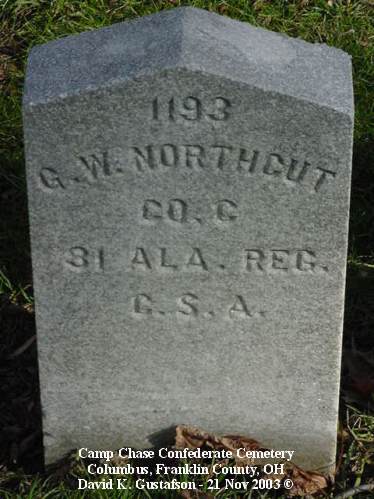 1193
G. W. NORTHCUT
CO. G
31 ALA. REG.
C. S. A.
Camp Chase Confederate Cemetery
Columbus, Franklin County, OH
David K. Gustafson - 21 Nov 2003 ©